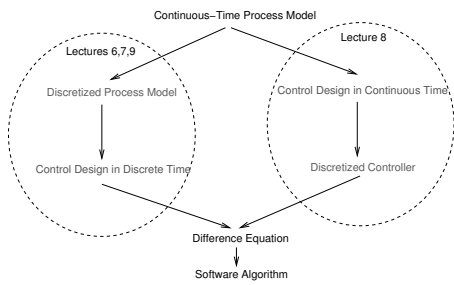 Continuous−Time Process Model
Lectures 6,7,9
Lecture 8
Discretized Process Model
Control Design in Continuous Time
Control Design in Discrete Time
Discretized Controller
Difference Equation
Software Algorithm